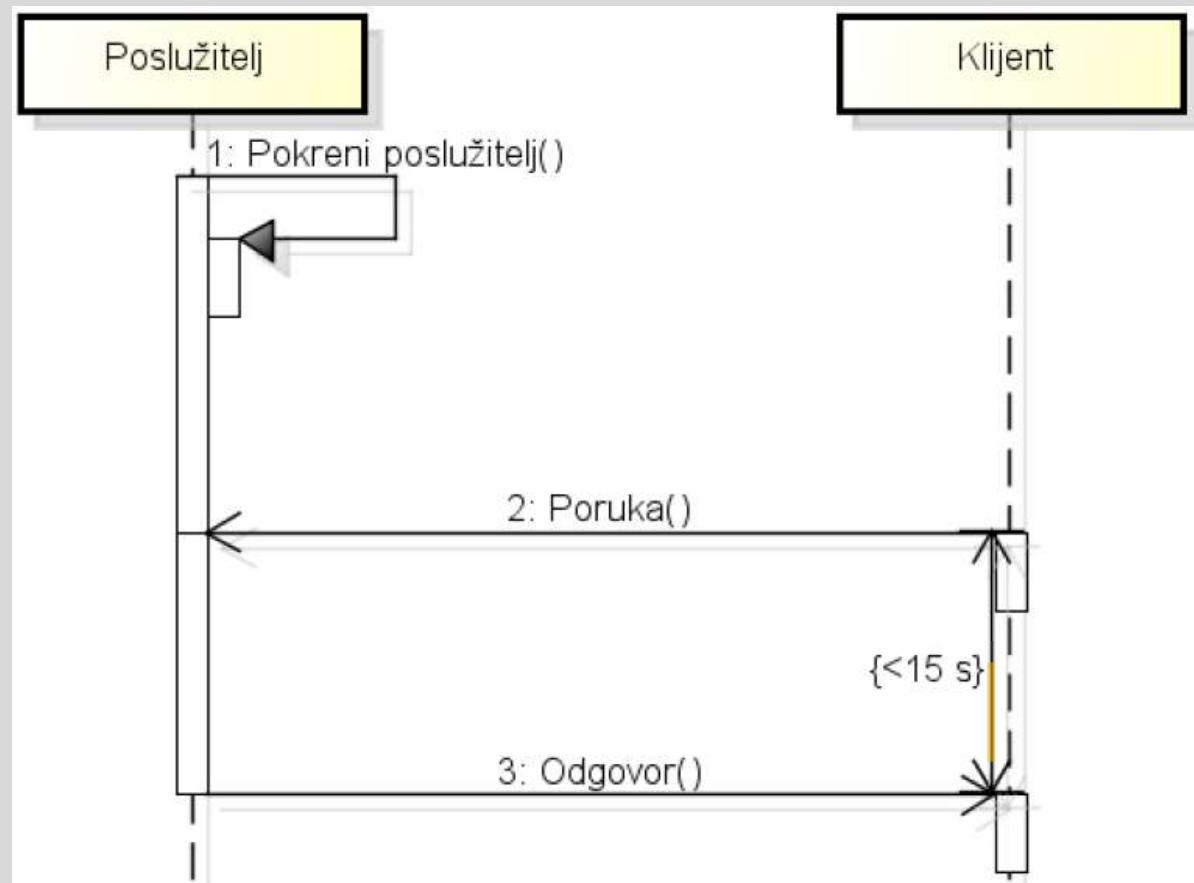 Poslužitelj
Klijent
1: Pokreni poslužitelj()
2: Poruka()
{<15 s}
3: Odgovor()